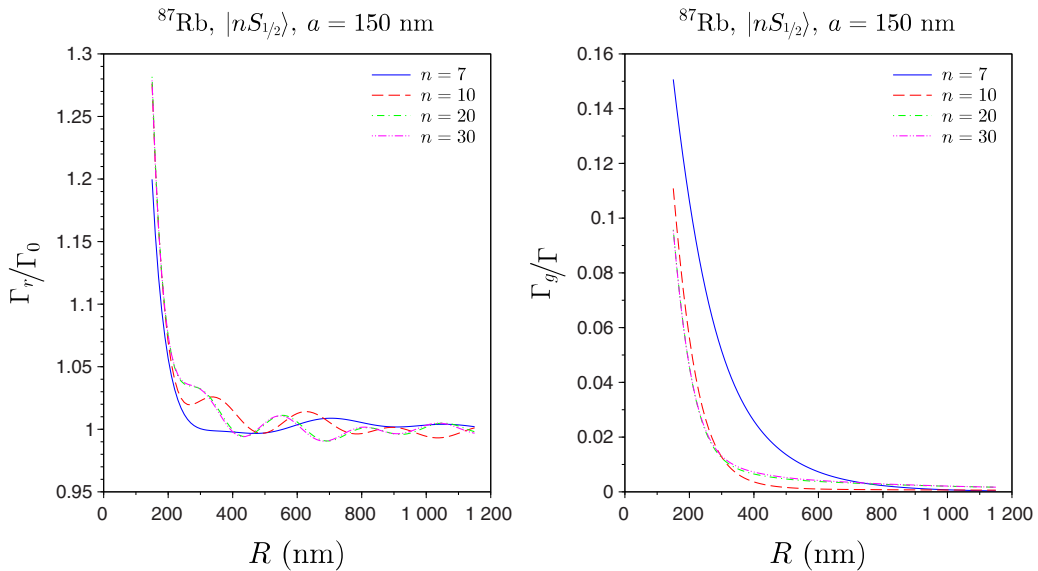 ⁸⁷Rb, |nS₁/₂⟩, a = 150 nm
1.3
1.25
1.2
1.15
1.1
1.05
1
0.95
0 200 400 600 800 1 000 1 200
Γr/Γ0
R (nm)
n = 7
n = 10
n = 20
n = 30
⁸⁷Rb, |nS₁/₂⟩, a = 150 nm
0.16
0.14
0.12
0.1
0.08
0.06
0.04
0.02
0
0 200 400 600 800 1 000 1 200
Γg/Γ
R (nm)
n = 7
n = 10
n = 20
n = 30